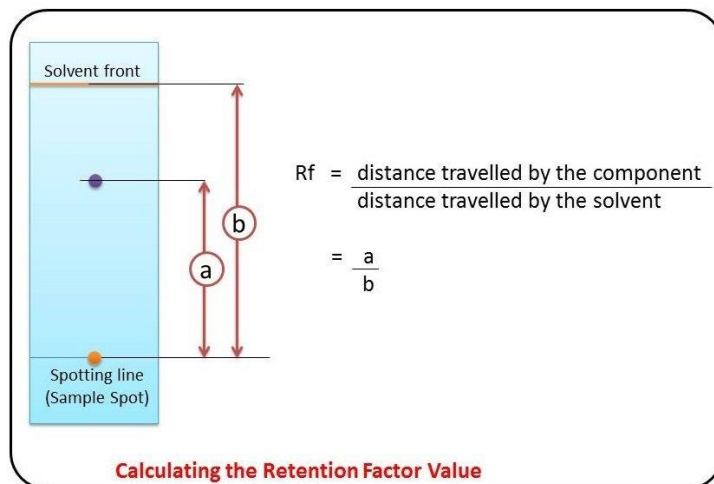 Solvent front
b
a
Spotting line
(Sample Spot)
Rf = distance travelled by the component
distance travelled by the solvent
= a
b
Calculating the Retention Factor Value